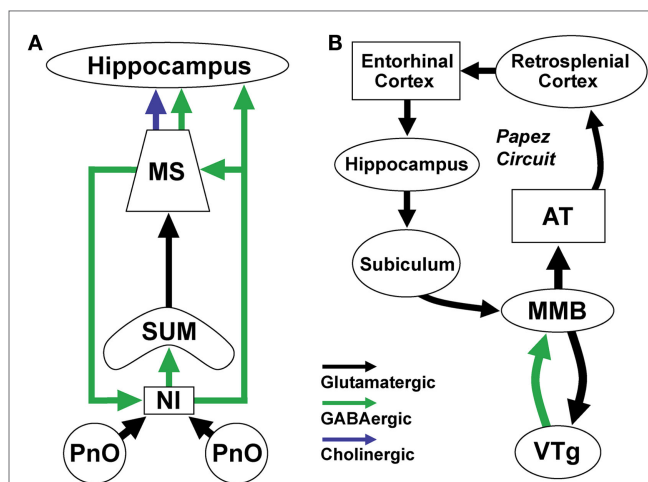 A
Hippocampus
MS
SUM
NI
PnO
PnO
B
Entorhinal
Cortex
Retrosplenial
Cortex
Papez
Circuit
Hippocampus
AT
Subiculum
MMB
VTg
Glutamatergic
GABAergic
Cholinergic